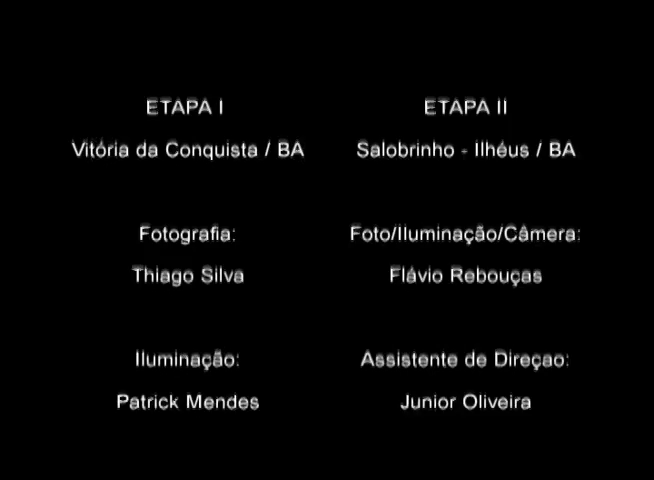 ETAPA I
Vitória da Conquista / BA
Fotografia:
Thiago Silva
Iluminação:
Patrick Mendes
ETAPA II
Salobrinho - Ilhéus / BA
Foto/Iluminação/Câmera:
Flávio Rebouças
Assistente de Direçao:
Junior Oliveira